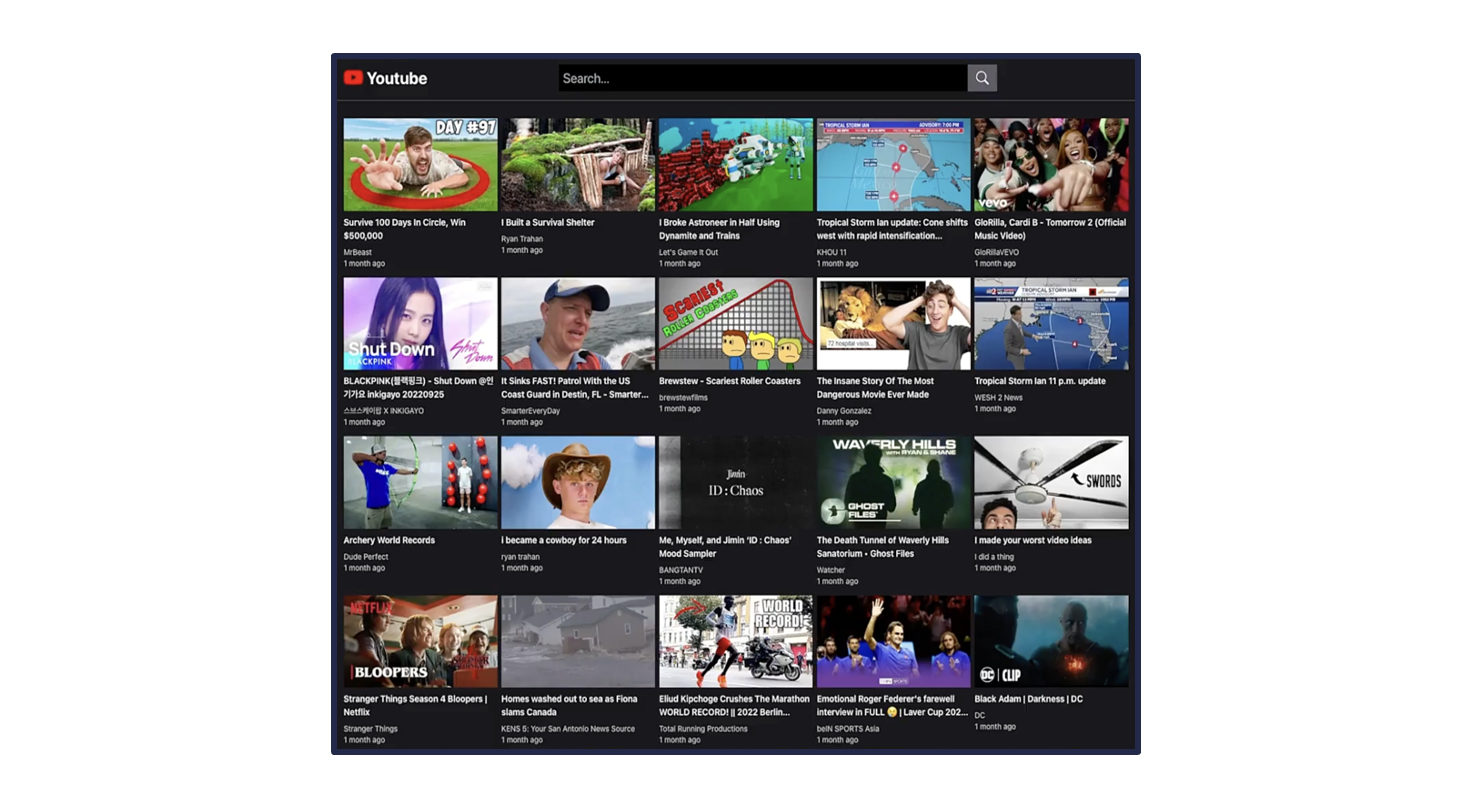 Youtube
Search...
DAY #97
Survive 100 Days In Circle, Win
$500,000
MrBeast
1 month ago
I Built a Survival Shelter
Ryan Trahan
1 month ago
I Broke Astroneer in Half Using
Dynamite and Trains
Let's Game It Out
1 month ago
TROPICAL STORM IAN
ADVISORY: 7:00 PM
Tropical Storm Ian update: Cone shifts
west with rapid intensification...
KHOU 11
1 month ago
vevo
GloRilla, Cardi B - Tomorrow 2 (Official
Music Video)
GloRillaVEVO
1 month ago
Shut Down
BLACKPINK
Shut
Down
BLACKPINK(블랙핑크) - Shut Down @인
기가요 inkigayo 20220925
스브스케이팝 X INKIGAYO
1 month ago
It Sinks FAST! Patrol With the US
Coast Guard in Destin, FL - Smarter...
SmarterEveryDay
1 month ago
SCARIEST
ROLLER COASTERS
Brewstew - Scariest Roller Coasters
brewstewfilms
1 month ago
72 hospital visits...
The Insane Story Of The Most
Dangerous Movie Ever Made
Danny Gonzalez
1 month ago
TROPICAL STORM IAN
Tropical Storm Ian 11 p.m. update
WESH 2 News
1 month ago
Archery World Records
Dude Perfect
1 month ago
i became a cowboy for 24 hours
ryan trahan
1 month ago
Jimin
ID : Chaos
Me, Myself, and Jimin 'ID : Chaos'
Mood Sampler
BANGTANTV
1 month ago
WAVERLY HILLS
WITH RYAN & SHANE
GHOST
FILES
The Death Tunnel of Waverly Hills
Sanatorium • Ghost Files
Watcher
1 month ago
SWORDS
I made your worst video ideas
I did a thing
1 month ago
NETFLIX
BLOOPERS
Stranger Things Season 4 Bloopers |
Netflix
Stranger Things
1 month ago
Homes washed out to sea as Fiona
slams Canada
KENS 5: Your San Antonio News Source
1 month ago
WORLD
RECORD!
Eliud Kipchoge Crushes The Marathon
WORLD RECORD! || 2022 Berlin...
Total Running Productions
1 month ago
beIN SPORTS
Emotional Roger Federer's farewell
interview in FULL 🥹 | Laver Cup 202...
beIN SPORTS Asia
1 month ago
DC | CLIP
Black Adam | Darkness | DC
DC
1 month ago